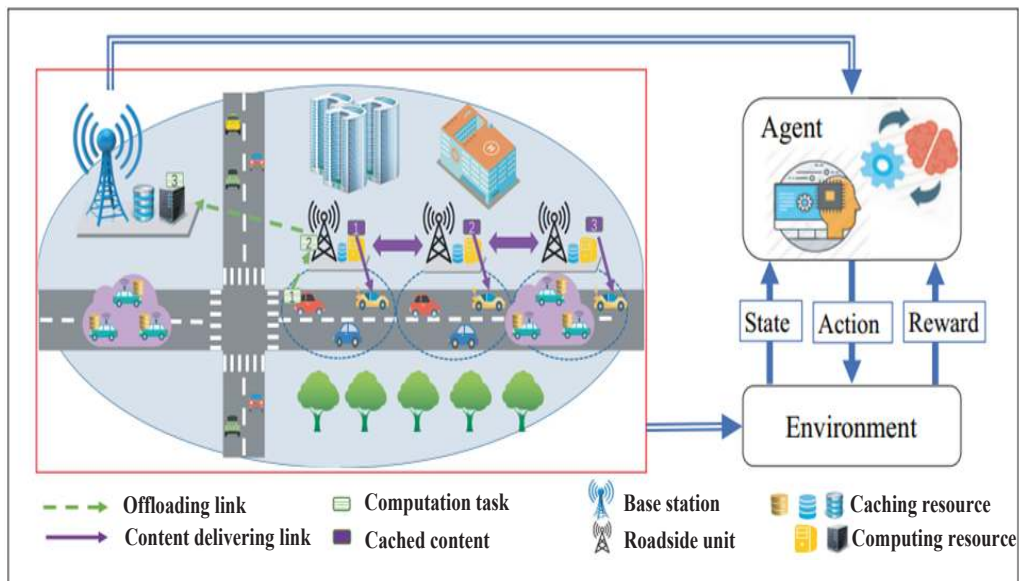 Agent
3
2
1
2
3
1
State
Action
Reward
Environment
Offloading link
Computation task
Base station
Caching resource
Content delivering link
Cached content
Roadside unit
Computing resource